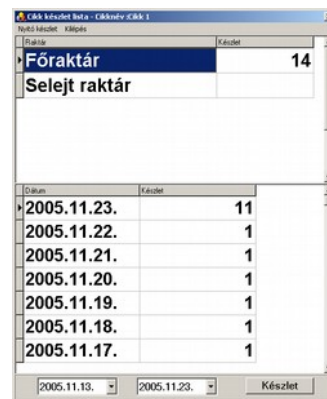 Cikk készlet lista - Cikknév :Cikk 1
Nyitó készlet Kilépés
Raktár Készlet
Főraktár 14
Selejt raktár
Dátum Készlet
2005.11.23. 11
2005.11.22. 1
2005.11.21. 1
2005.11.20. 1
2005.11.19. 1
2005.11.18. 1
2005.11.17. 1
2005.11.13. 2005.11.23. Készlet